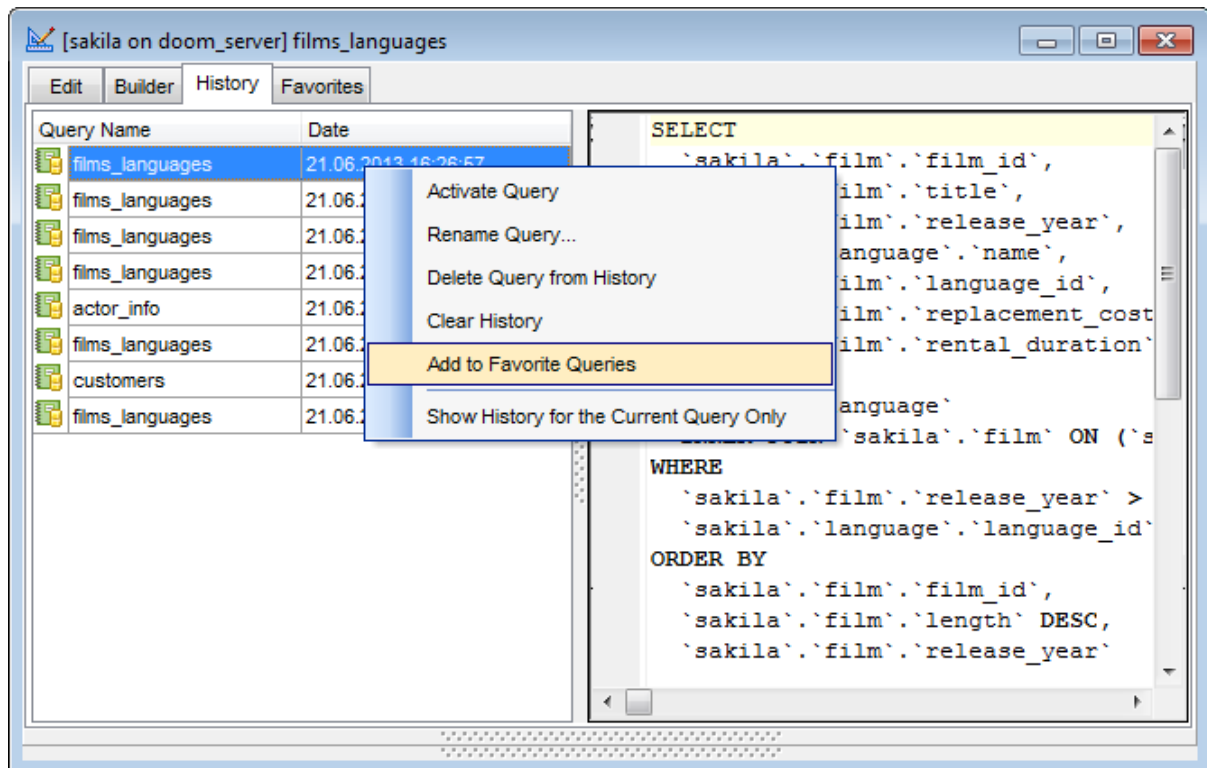 [sakila on doom_server] films_languages
Edit Builder History Favorites
Query Name Date
films_languages 21.06.2013 16:26:57
films_languages 21.06.2
films_languages 21.06.2
films_languages 21.06.2
actor_info 21.06.2
films_languages 21.06.2
customers 21.06.2
films_languages 21.06.2
Activate Query
Rename Query...
Delete Query from History
Clear History
Add to Favorite Queries
Show History for the Current Query Only
SELECT
`sakila`.`film`.`film_id`,
ilm`.`title`,
ilm`.`release_year`,
anguage`.`name`,
ilm`.`language_id`,
ilm`.`replacement_cost
ilm`.`rental_duration`
anguage`
`sakila`.`film` ON (`s
WHERE
`sakila`.`film`.`release_year` >
`sakila`.`language`.`language_id`
ORDER BY
`sakila`.`film`.`film_id`,
`sakila`.`film`.`length` DESC,
`sakila`.`film`.`release_year`